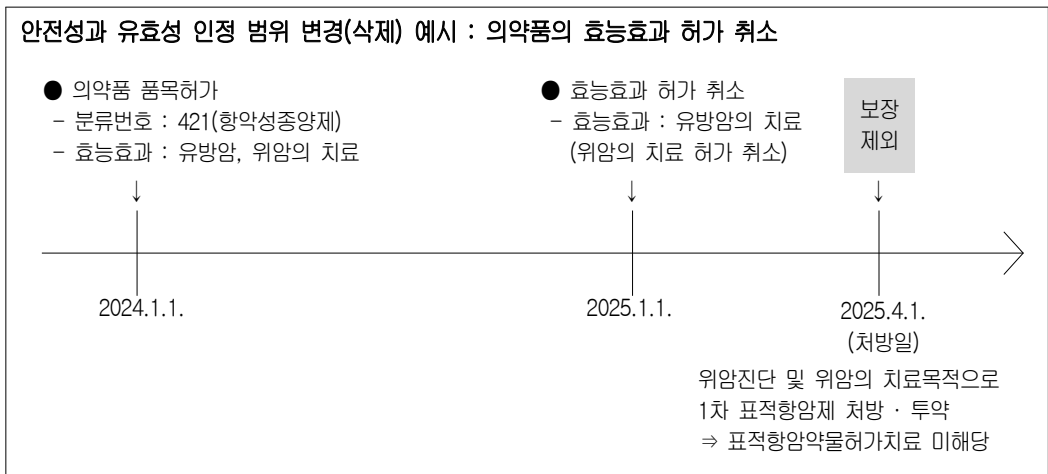 안전성과 유효성 인정 범위 변경(삭제) 예시 : 의약품의 효능효과 허가 취소
● 의약품 품목허가
- 분류번호 : 421(항악성종양제)
- 효능효과 : 유방암, 위암의 치료
↓
2024.1.1.
● 효능효과 허가 취소
- 효능효과 : 유방암의 치료
(위암의 치료 허가 취소)
↓
2025.1.1.
보장
제외
↓
2025.4.1.
(처방일)
위암진단 및 위암의 치료목적으로
1차 표적항암제 처방 · 투약
⇒ 표적항암약물허가치료 미해당